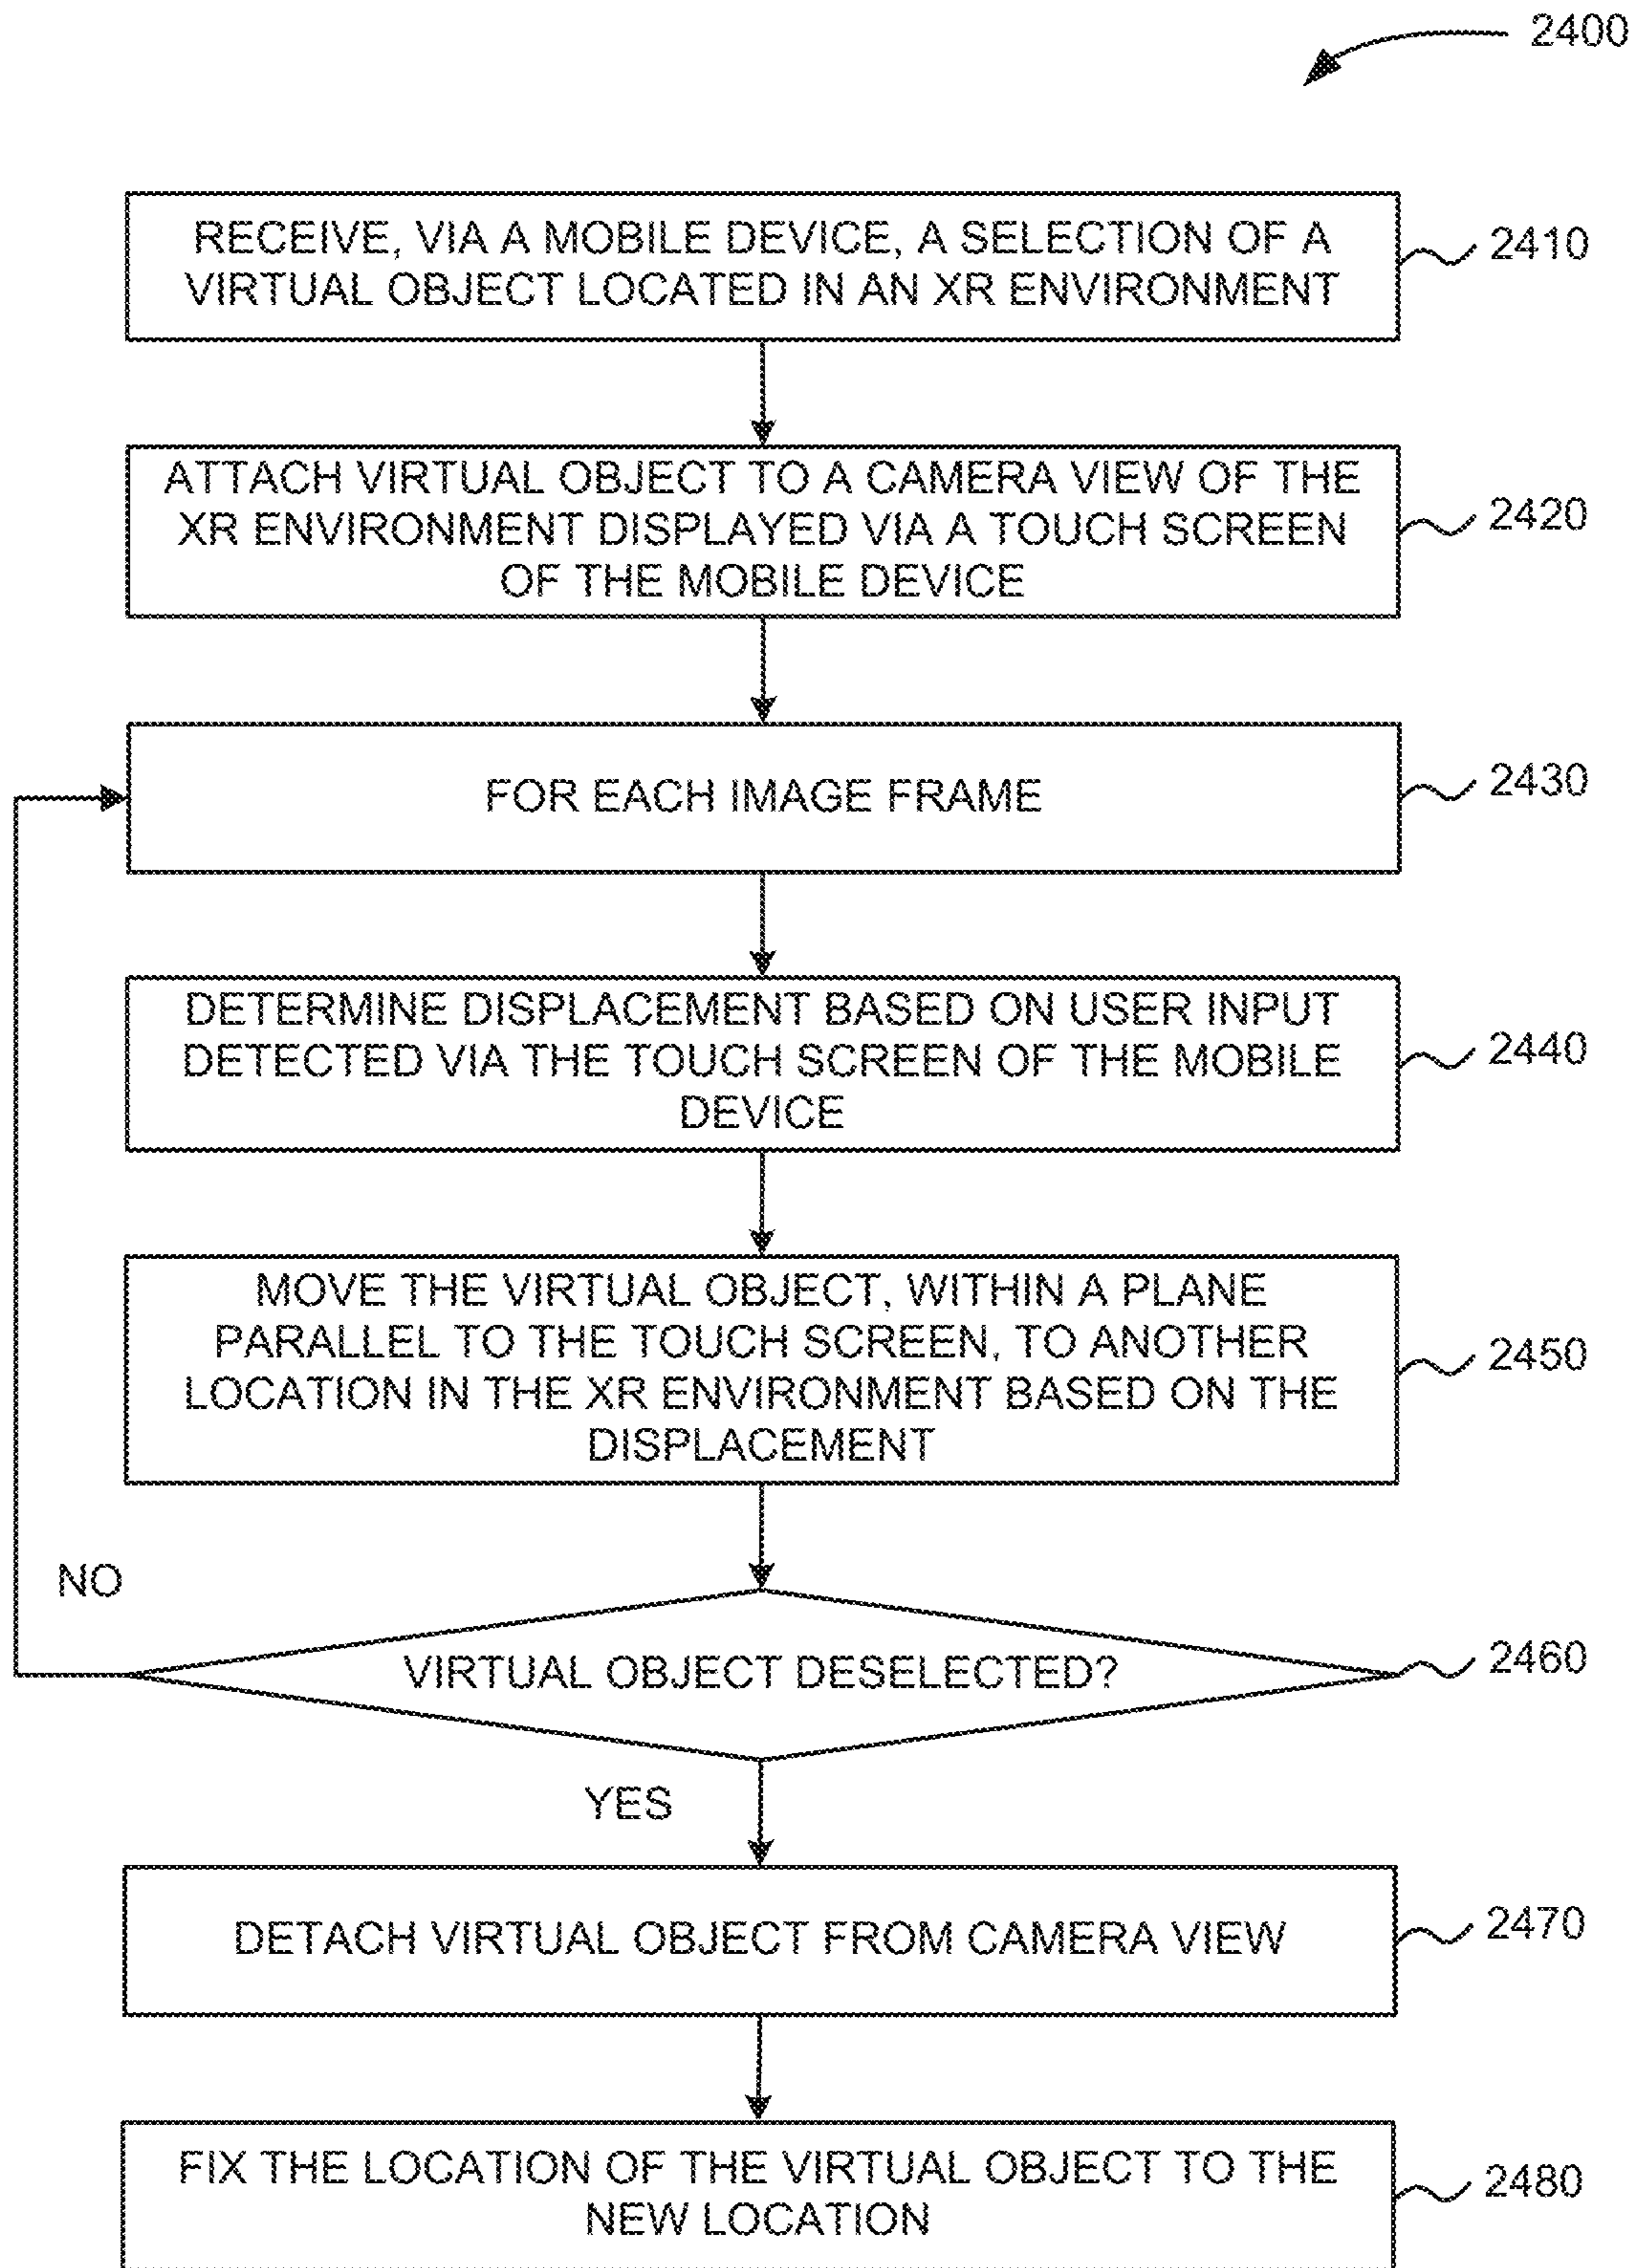 2400
RECEIVE, VIA A MOBILE DEVICE, A SELECTION OF A
VIRTUAL OBJECT LOCATED IN AN XR ENVIRONMENT
2410
ATTACH VIRTUAL OBJECT TO A CAMERA VIEW OF THE
XR ENVIRONMENT DISPLAYED VIA A TOUCH SCREEN
OF THE MOBILE DEVICE
2420
FOR EACH IMAGE FRAME
2430
DETERMINE DISPLACEMENT BASED ON USER INPUT
DETECTED VIA THE TOUCH SCREEN OF THE MOBILE
DEVICE
2440
MOVE THE VIRTUAL OBJECT, WITHIN A PLANE
PARALLEL TO THE TOUCH SCREEN, TO ANOTHER
LOCATION IN THE XR ENVIRONMENT BASED ON THE
DISPLACEMENT
2450
NO
VIRTUAL OBJECT DESELECTED?
2460
YES
DETACH VIRTUAL OBJECT FROM CAMERA VIEW
2470
FIX THE LOCATION OF THE VIRTUAL OBJECT TO THE
NEW LOCATION
2480